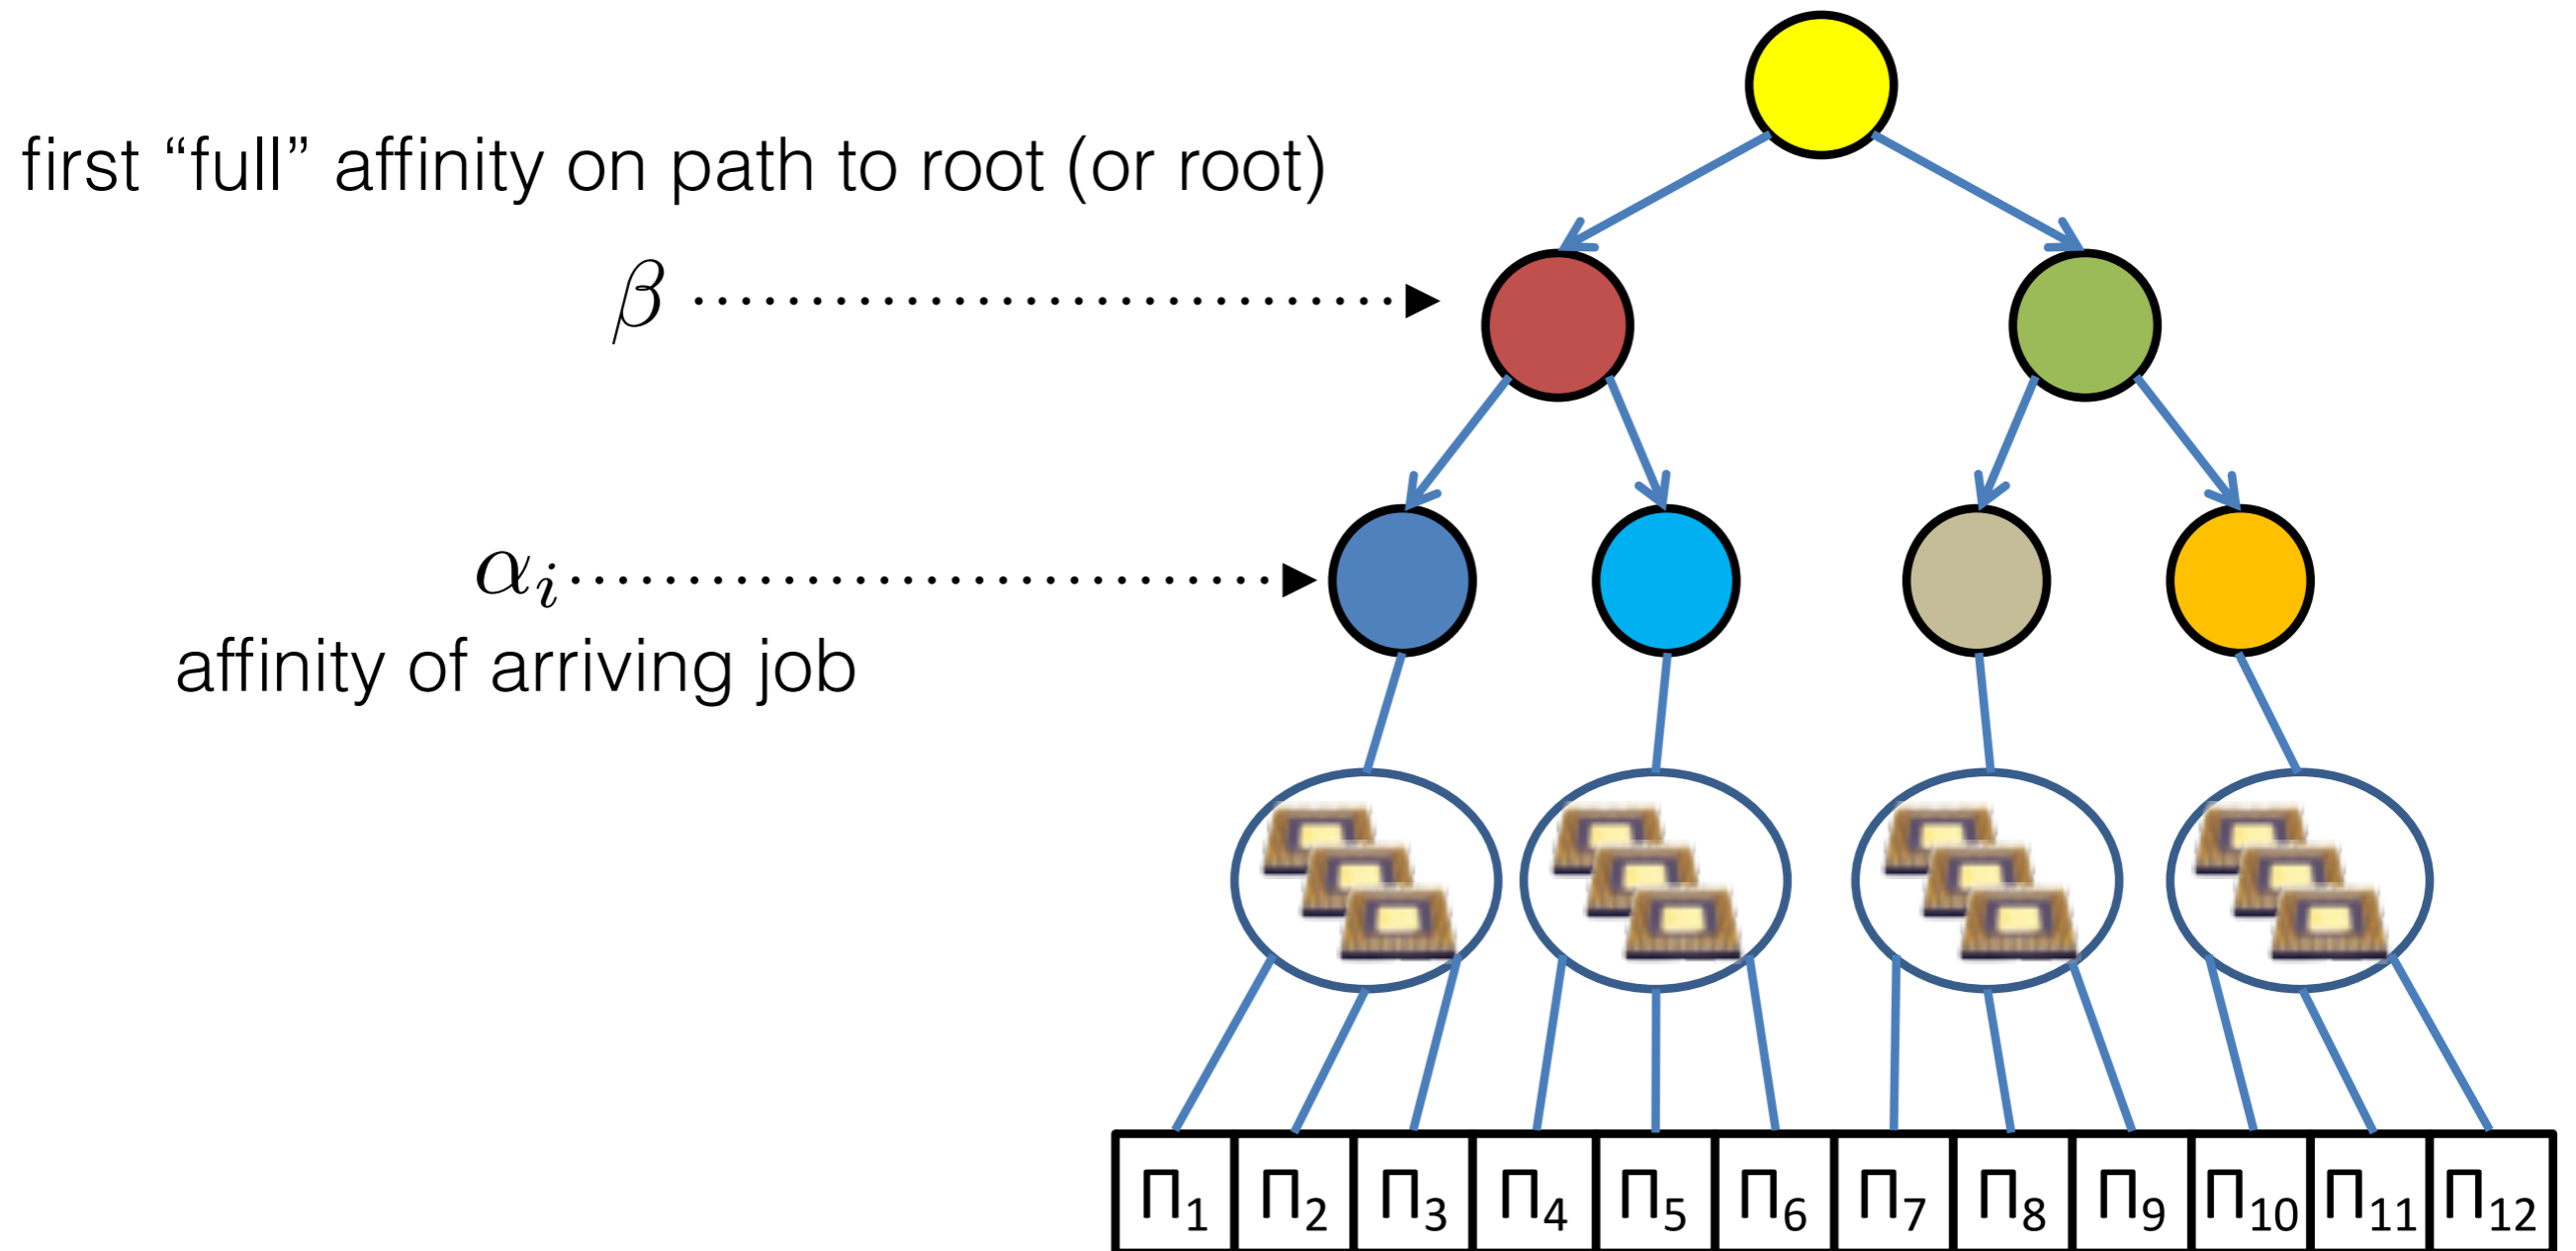 first “full” affinity on path to root (or root)
β
αᵢ
affinity of arriving job
Π₁ Π₂ Π₃ Π₄ Π₅ Π₆ Π₇ Π₈ Π₉ Π₁₀ Π₁₁ Π₁₂